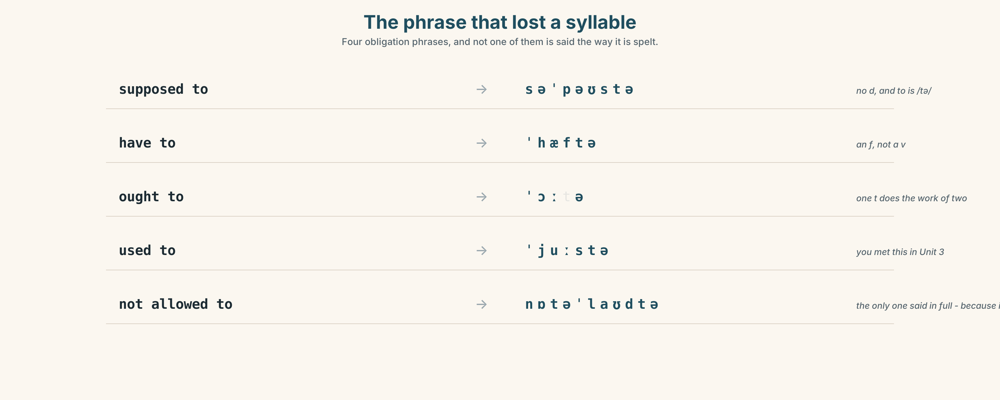 The phrase that lost a syllable
Four obligation phrases, and not one of them is said the way it is spelt.
supposed to → səˈpəʊstə no d, and to is /tə/
have to → ˈhæftə an f, not a v
ought to → ˈɔːtə one t does the work of two
used to → ˈjuːstə you met this in Unit 3
not allowed to → nɒtəˈlaʊdtə the only one said in full - because